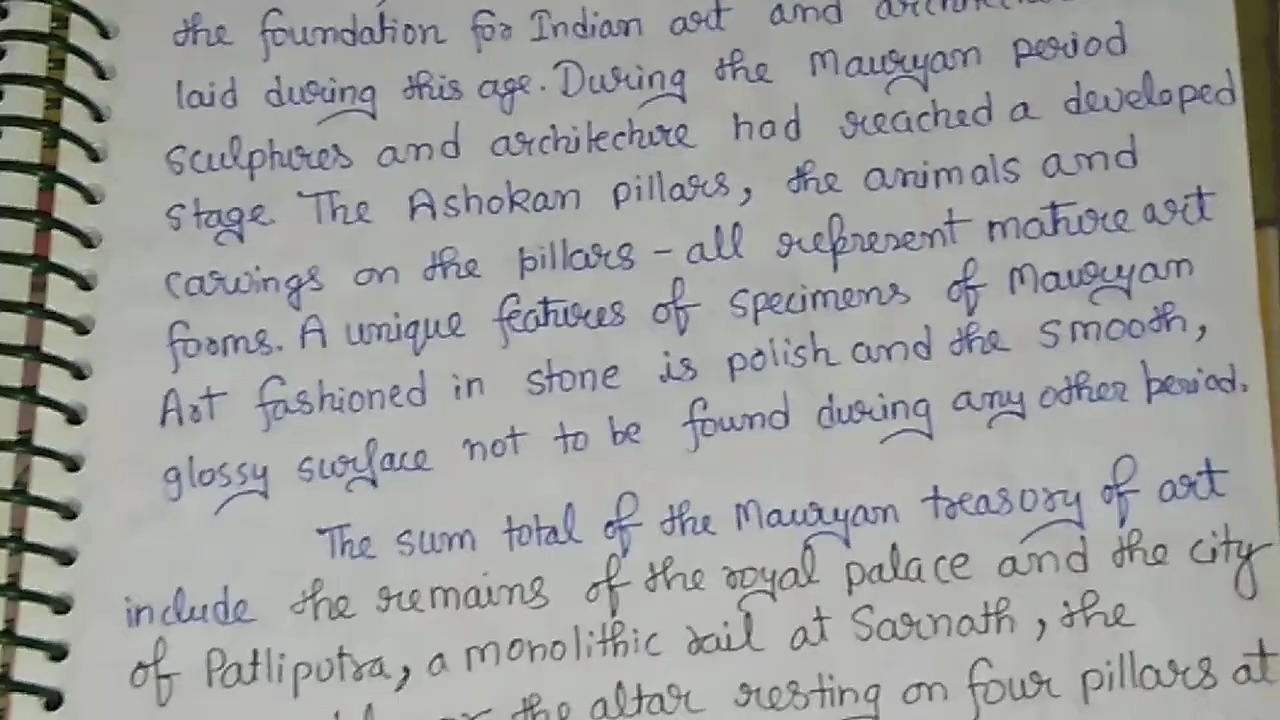 the foundation for Indian art and
laid during this age. During the Mauryan period
sculptures and architecture had reached a developed
stage. The Ashokan pillars, the animals and
carvings on the pillars - all represent mature art
forms. A unique features of specimens of Mauryan
Art fashioned in stone is polish and the smooth,
glossy surface not to be found during any other period.
The sum total of the Mauryan treasory of art
include the remains of the royal palace and the city
of Patliputra, a monolithic rail at Sarnath, the
the altar resting on four pillars at